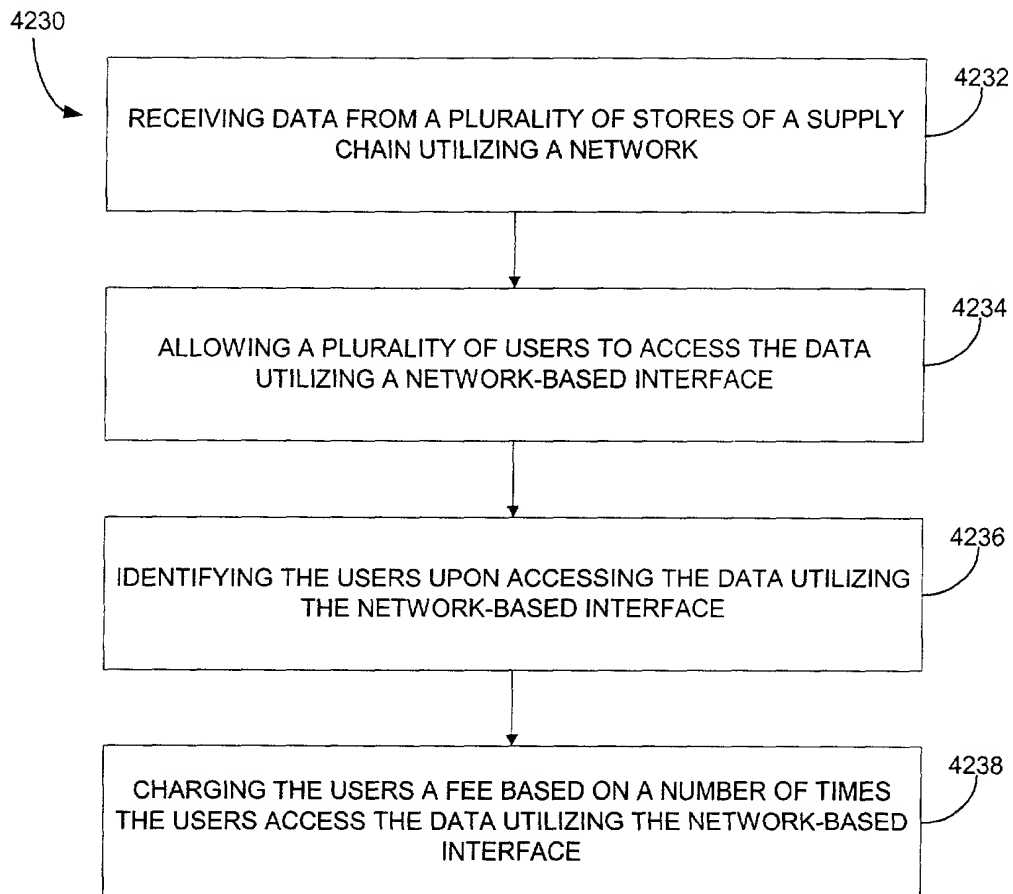 4230
4232
RECEIVING DATA FROM A PLURALITY OF STORES OF A SUPPLY
CHAIN UTILIZING A NETWORK
4234
ALLOWING A PLURALITY OF USERS TO ACCESS THE DATA
UTILIZING A NETWORK-BASED INTERFACE
4236
IDENTIFYING THE USERS UPON ACCESSING THE DATA UTILIZING
THE NETWORK-BASED INTERFACE
4238
CHARGING THE USERS A FEE BASED ON A NUMBER OF TIMES
THE USERS ACCESS THE DATA UTILIZING THE NETWORK-BASED
INTERFACE